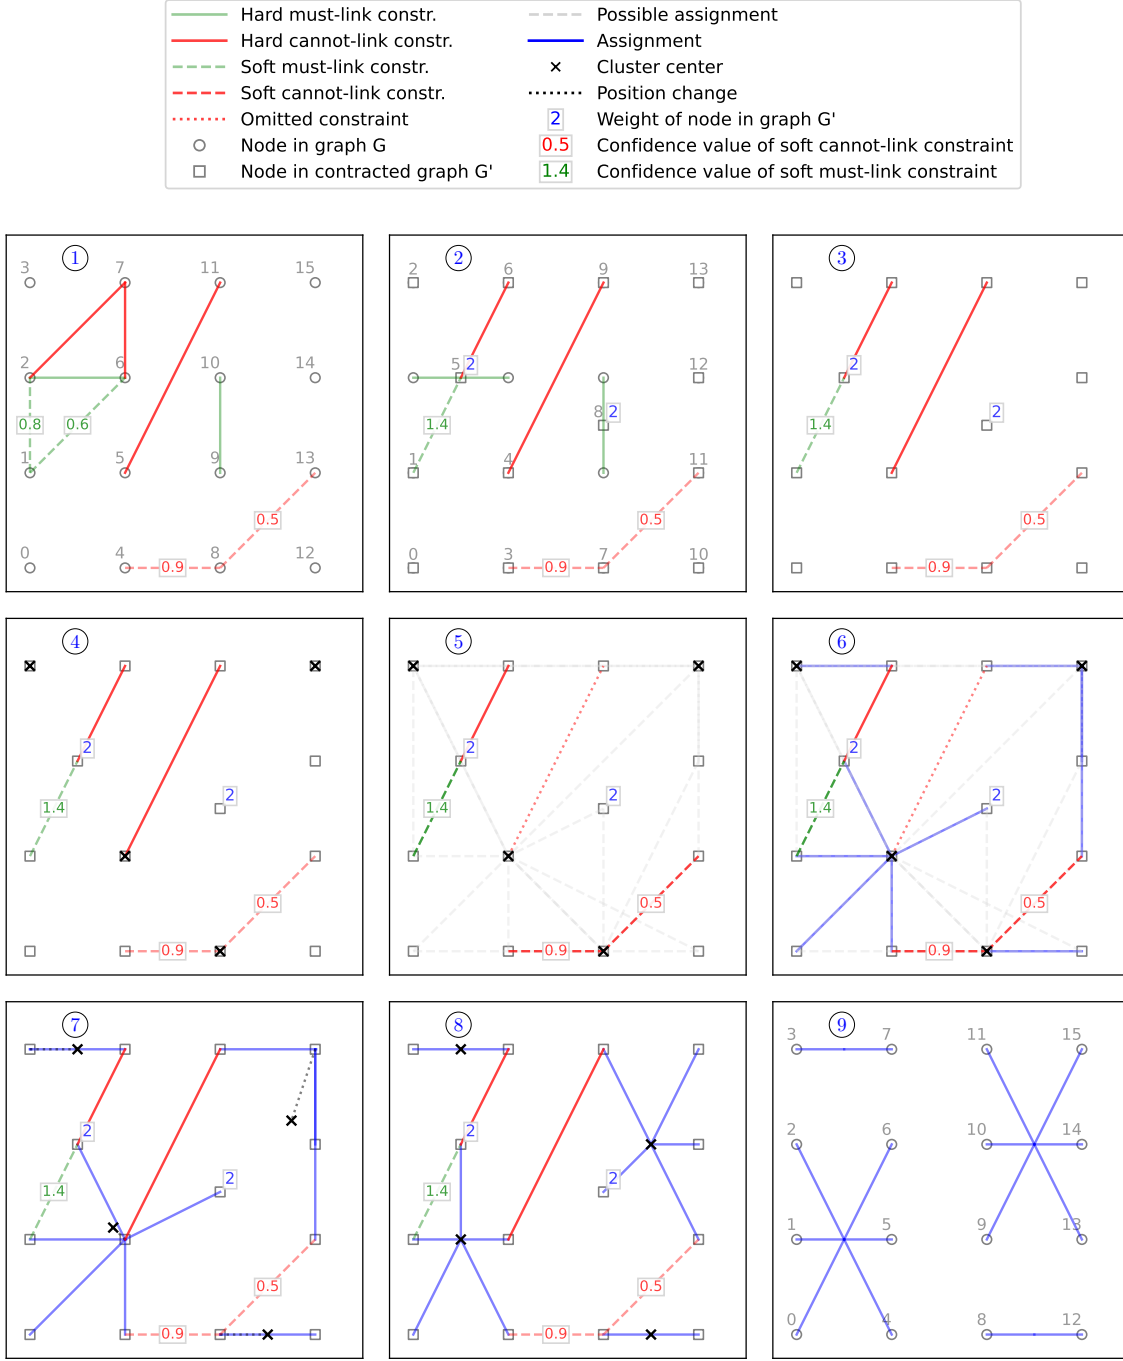 Hard must-link constr.
Hard cannot-link constr.
Soft must-link constr.
Soft cannot-link constr.
Omitted constraint
Node in graph G
Node in contracted graph G'
Possible assignment
Assignment
Cluster center
Position change
2 Weight of node in graph G'
0.5 Confidence value of soft cannot-link constraint
1.4 Confidence value of soft must-link constraint
1
3 7 11 15
2 6 10 14
0.8 0.6
1 5 9 13
0.5
0 4 8 12
0.9
2
2 6 9 13
5 2 12
1.4 8 2
1 4 11
0.5
0 3 7 10
0.9
3
2
2
1.4
0.5
0.9
4
2
2
1.4
0.5
0.9
5
2
2
1.4
0.5
0.9
6
2
2
1.4
0.5
0.9
7
2
2
1.4
0.5
0.9
8
2
2
1.4
0.5
0.9
9
3 7 11 15
2 6 10 14
1 5 9 13
0 4 8 12